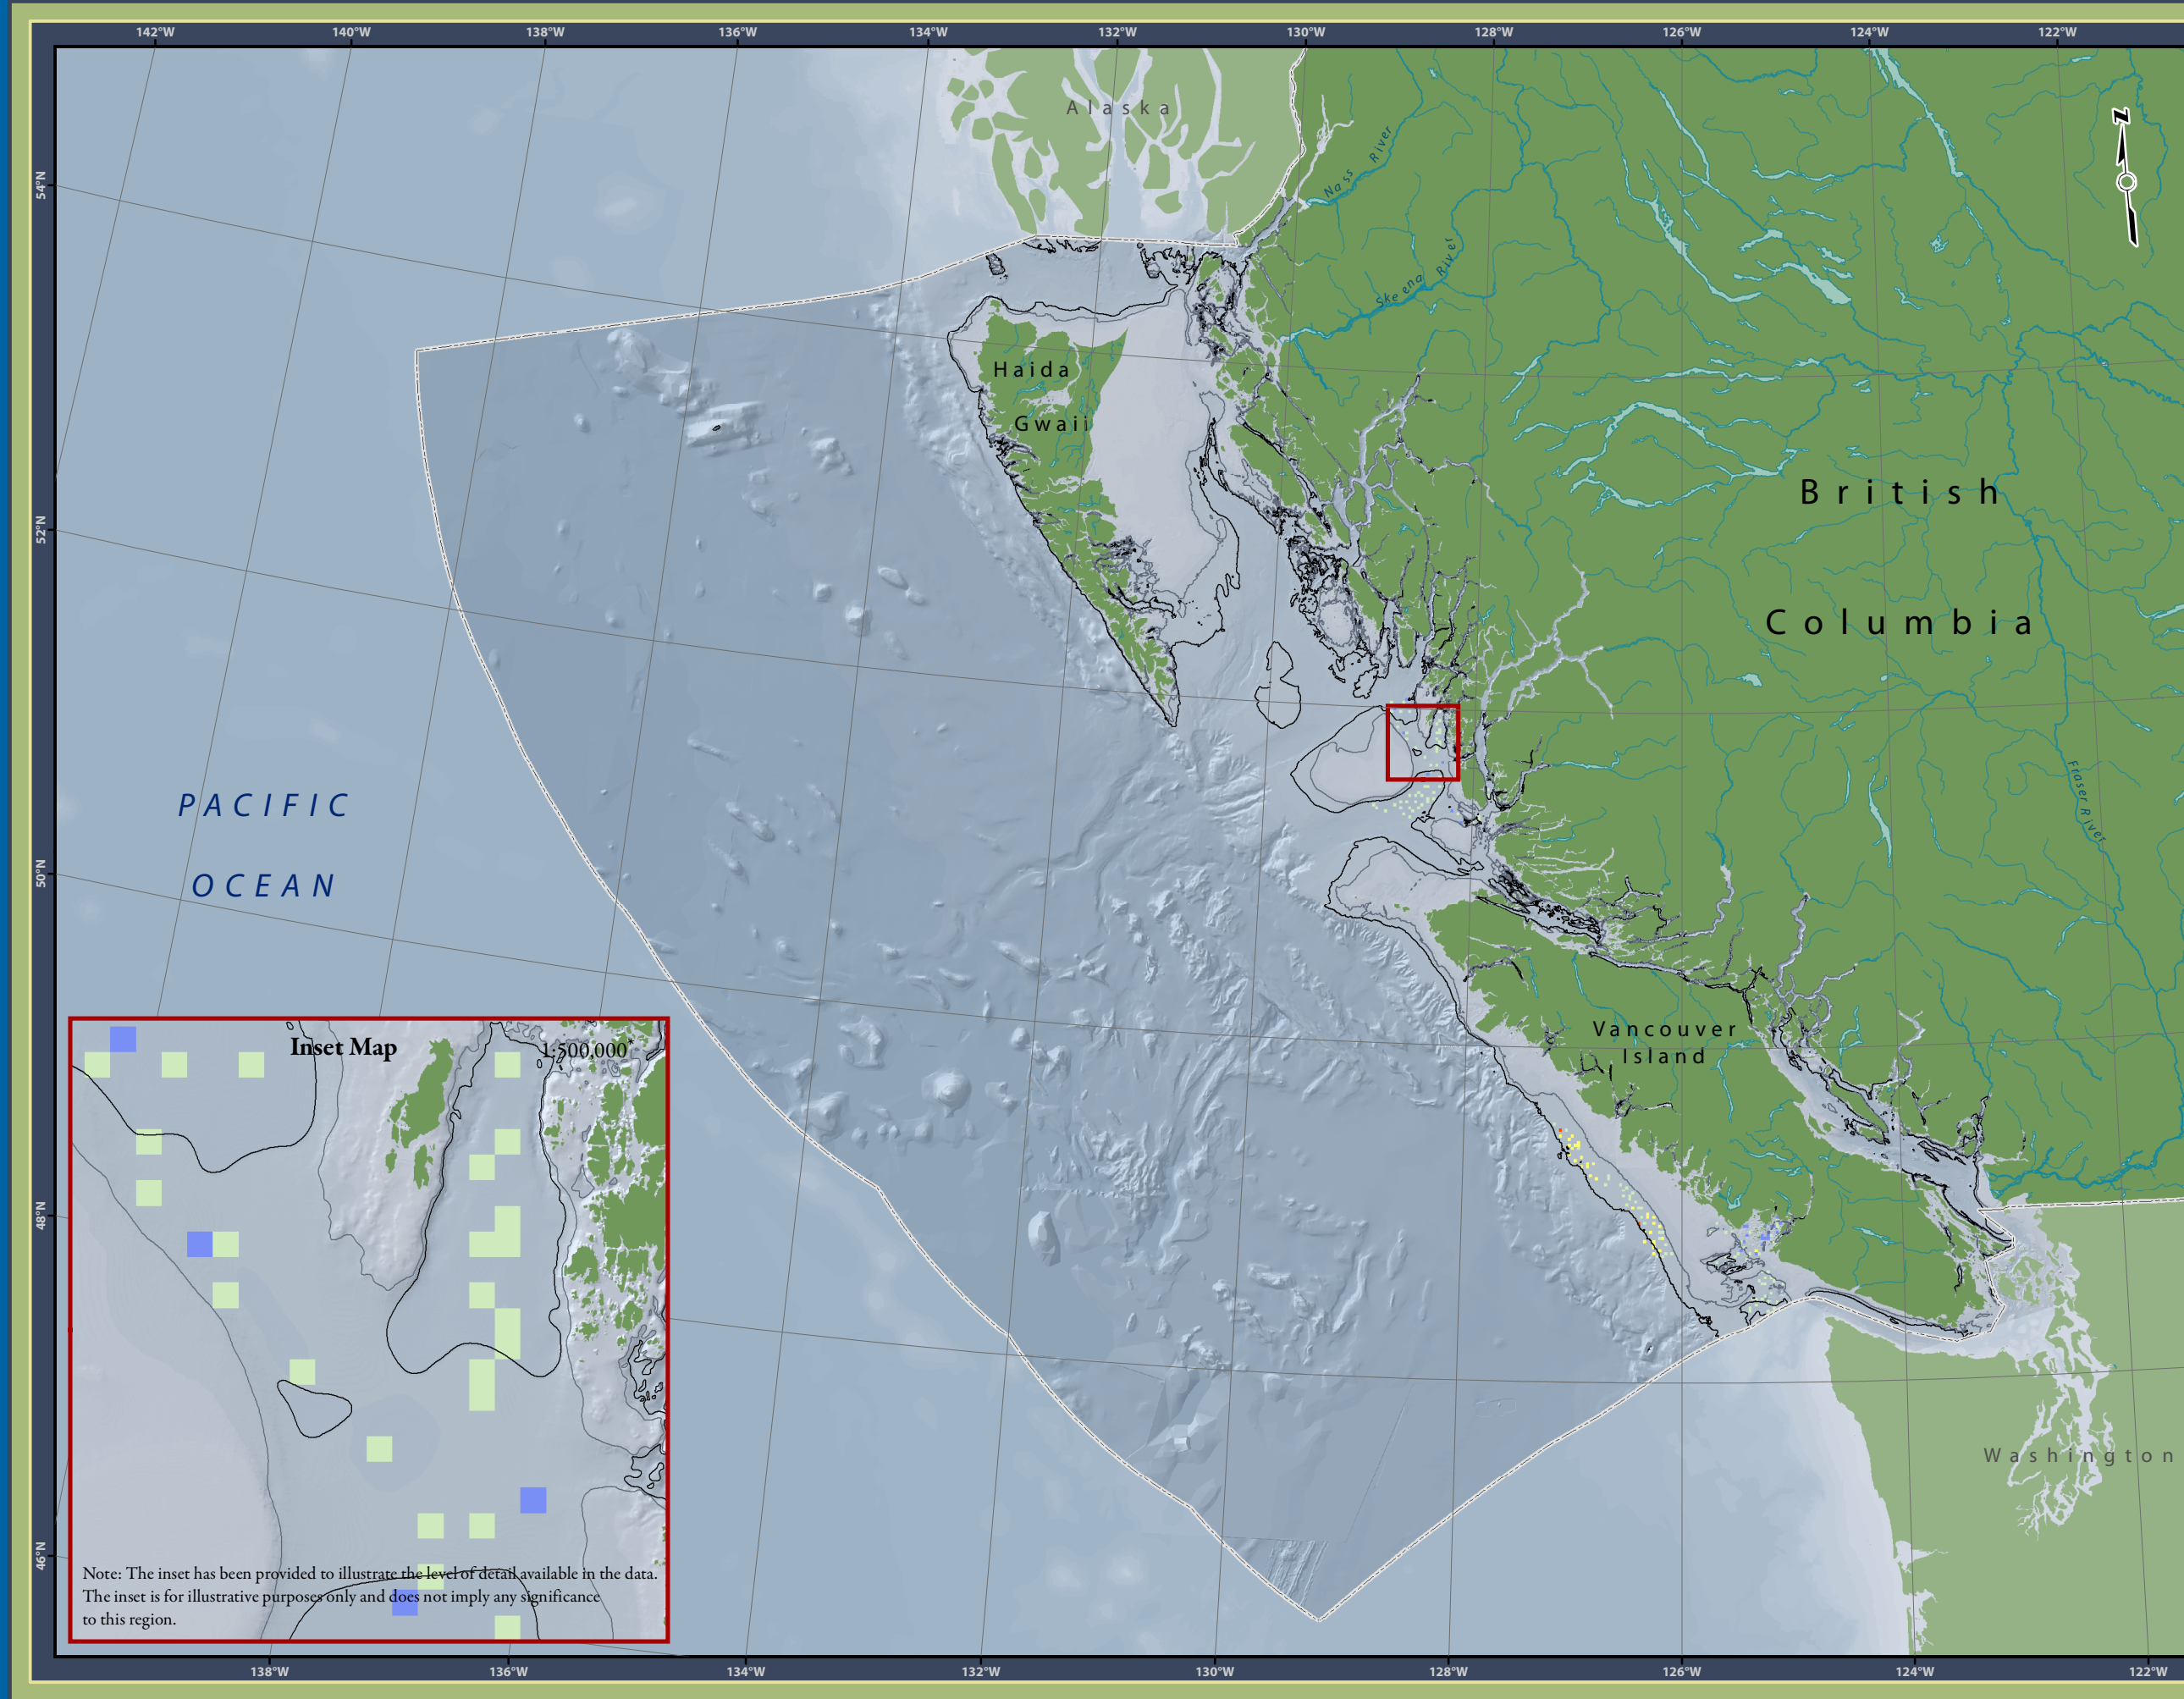 142°W 140°W 138°W 136°W 134°W 132°W 130°W 128°W 126°W 124°W 122°W
Alaska
54°N
Nass River
Skeena River
Haida
Gwaii
British
52°N
Columbia
PACIFIC
Fraser River
OCEAN
50°N
Vancouver
Island
Inset Map
1:500,000*
48°N
Washington
46°N
Note: The inset has been provided to illustrate the level of detail available in the data.
The inset is for illustrative purposes only and does not imply any significance
to this region.
138°W 136°W 134°W 132°W 130°W 128°W 126°W 124°W 122°W
N